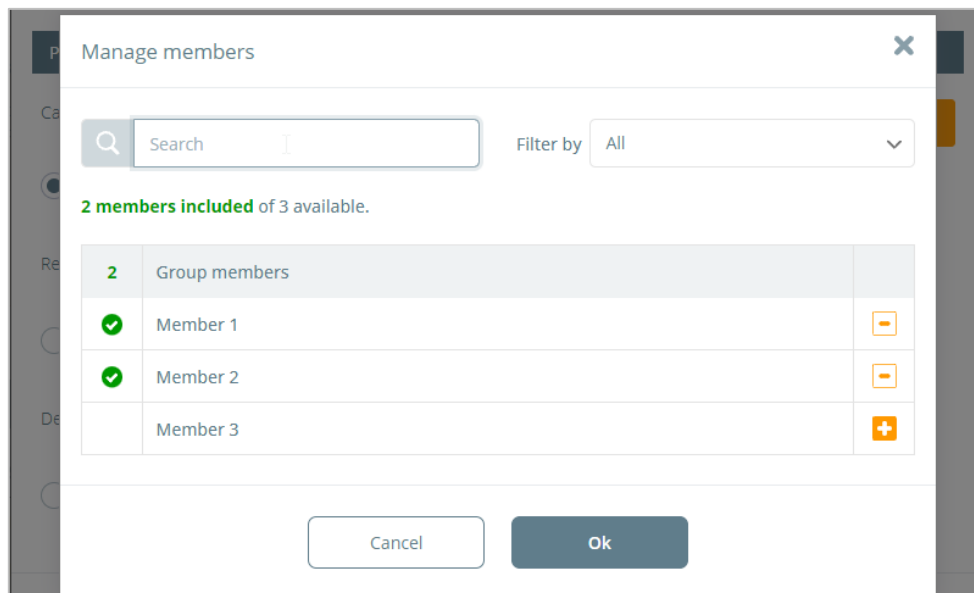 Manage members
Search
Filter by
All
2 members included of 3 available.
2 Group members
Member 1
Member 2
Member 3
Cancel
Ok